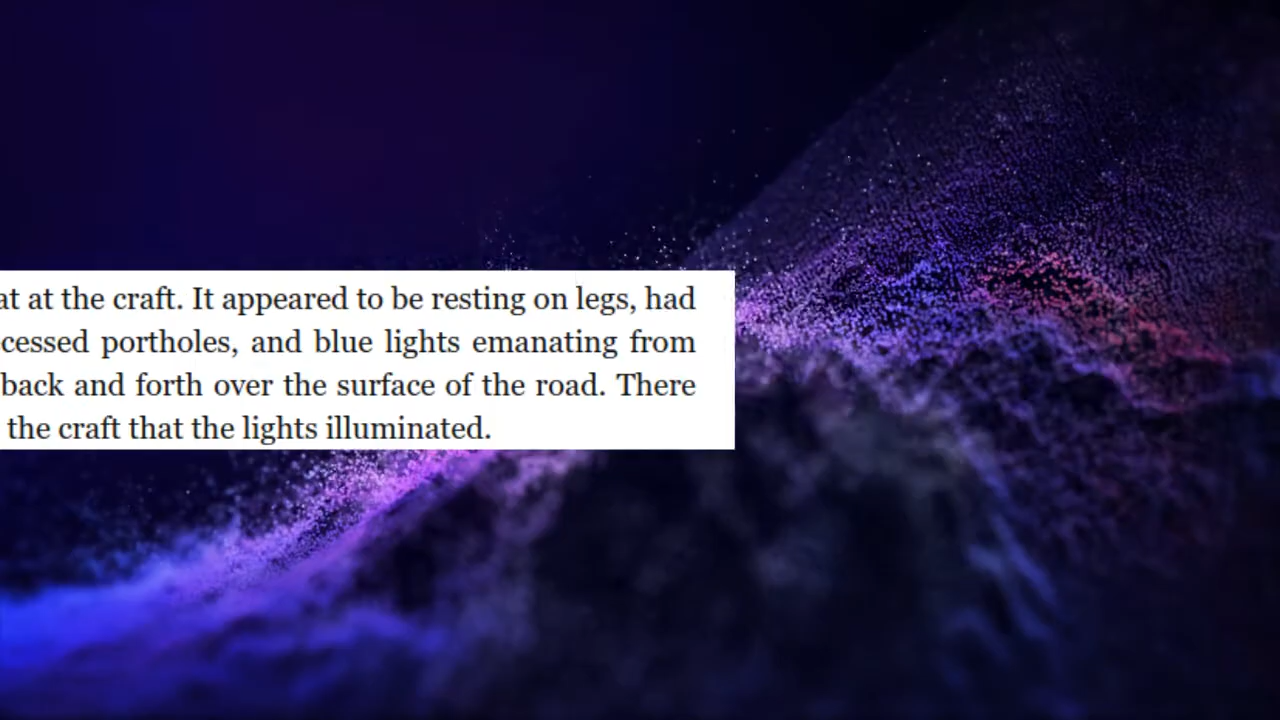 at at the craft. It appeared to be resting on legs, had
cessed portholes, and blue lights emanating from
back and forth over the surface of the road. There
the craft that the lights illuminated.